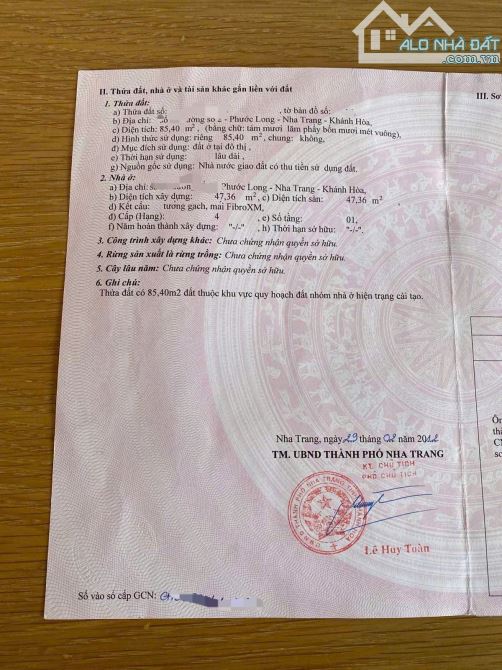 ALO NHÀ ĐẤT
.com.vn
II. Thửa đất, nhà ở và tài sản khác gắn liền với đất
III. Sơ
1. Thửa đất:
a) Thửa đất số: , tờ bản đồ số:
b) Địa chỉ: - Phước Long - Nha Trang - Khánh Hòa,
c) Diện tích: 85,40 m², (bằng chữ: tám mươi lăm phẩy bốn mươi mét vuông),
d) Hình thức sử dụng: riêng 85,40 m², chung: không,
đ) Mục đích sử dụng: đất ở tại đô thị ,
e) Thời hạn sử dụng: lâu dài ,
g) Nguồn gốc sử dụng: Nhà nước giao đất có thu tiền sử dụng đất.
2. Nhà ở:
a) Địa chỉ: Phước Long - Nha Trang - Khánh Hòa,
b) Diện tích xây dựng: 47,36 m², c) Diện tích sàn: 47,36 m²
d) Kết cấu: tường gạch, mái FibroXM,
đ) Cấp (Hạng): 4 , e) Số tầng: 01,
f) Năm hoàn thành xây dựng: "-/-", h) Thời hạn sở hữu: "-/-".
3. Công trình xây dựng khác: Chưa chứng nhận quyền sở hữu.
4. Rừng sản xuất là rừng trồng: Chưa chứng nhận quyền sở hữu.
5. Cây lâu năm: Chưa chứng nhận quyền sở hữu.
6. Ghi chú:
Thửa đất có 85,40m2 đất thuộc khu vực quy hoạch đất nhóm nhà ở hiện trạng cải tạo.
Nha Trang, ngày 29 tháng 02 năm 2012
TM. UBND THÀNH PHỐ NHA TRANG
KT. CHỦ TỊCH
PHÓ CHỦ TỊCH
Lê Huy Toàn
Số vào sổ cấp GCN: